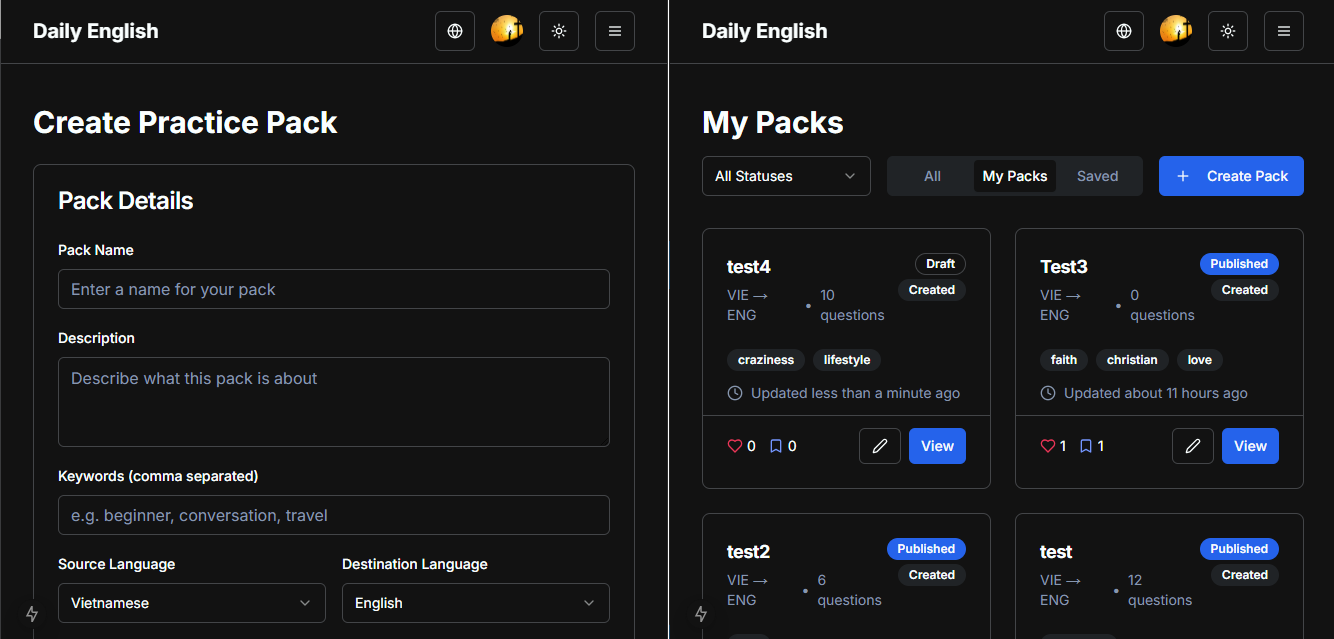 Daily English
Create Practice Pack
Pack Details
Pack Name
Enter a name for your pack
Description
Describe what this pack is about
Keywords (comma separated)
e.g. beginner, conversation, travel
Source Language
Destination Language
Vietnamese
English
Daily English
My Packs
All Statuses
All
My Packs
Saved
+ Create Pack
test4
Draft
Created
VIE →
ENG
•
10
questions
craziness
lifestyle
Updated less than a minute ago
0
0
View
Test3
Published
Created
VIE →
ENG
•
0
questions
faith
christian
love
Updated about 11 hours ago
1
1
View
test2
Published
Created
VIE →
ENG
•
6
questions
test
Published
Created
VIE →
ENG
•
12
questions